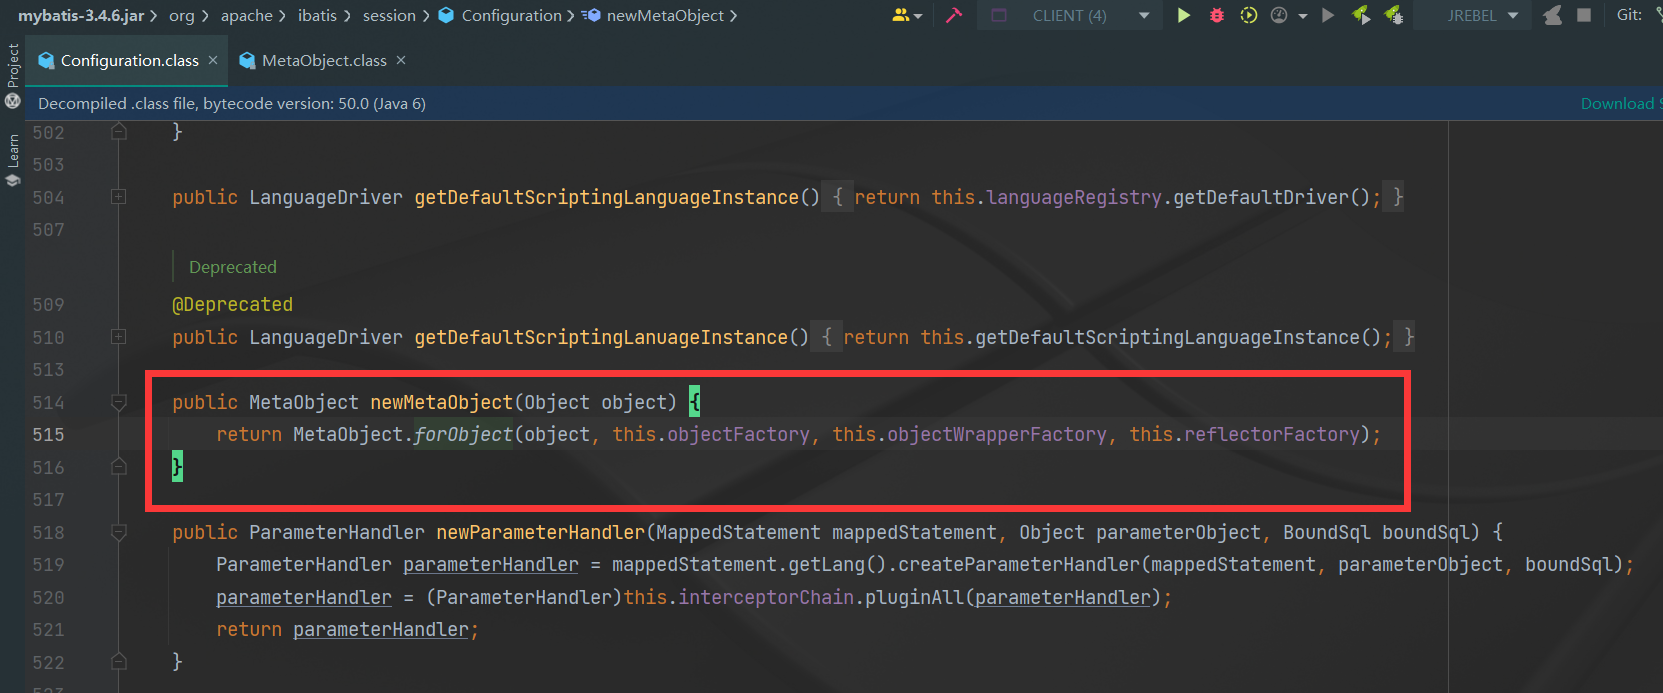 mybatis-3.4.6.jar org apache ibatis session Configuration newMetaObject CLIENT (4) JREBEL Git:
Project
Learn
Configuration.class MetaObject.class
Decompiled .class file, bytecode version: 50.0 (Java 6) Download
502 }
503
504 public LanguageDriver getDefaultScriptingLanguageInstance() { return this.languageRegistry.getDefaultDriver(); }
507
Deprecated
509 @Deprecated
510 public LanguageDriver getDefaultScriptingLanuageInstance() { return this.getDefaultScriptingLanguageInstance(); }
513
514 public MetaObject newMetaObject(Object object) {
515 return MetaObject.forObject(object, this.objectFactory, this.objectWrapperFactory, this.reflectorFactory);
516 }
517
518 public ParameterHandler newParameterHandler(MappedStatement mappedStatement, Object parameterObject, BoundSql boundSql) {
519 ParameterHandler parameterHandler = mappedStatement.getLang().createParameterHandler(mappedStatement, parameterObject, boundSql);
520 parameterHandler = (ParameterHandler)this.interceptorChain.pluginAll(parameterHandler);
521 return parameterHandler;
522 }